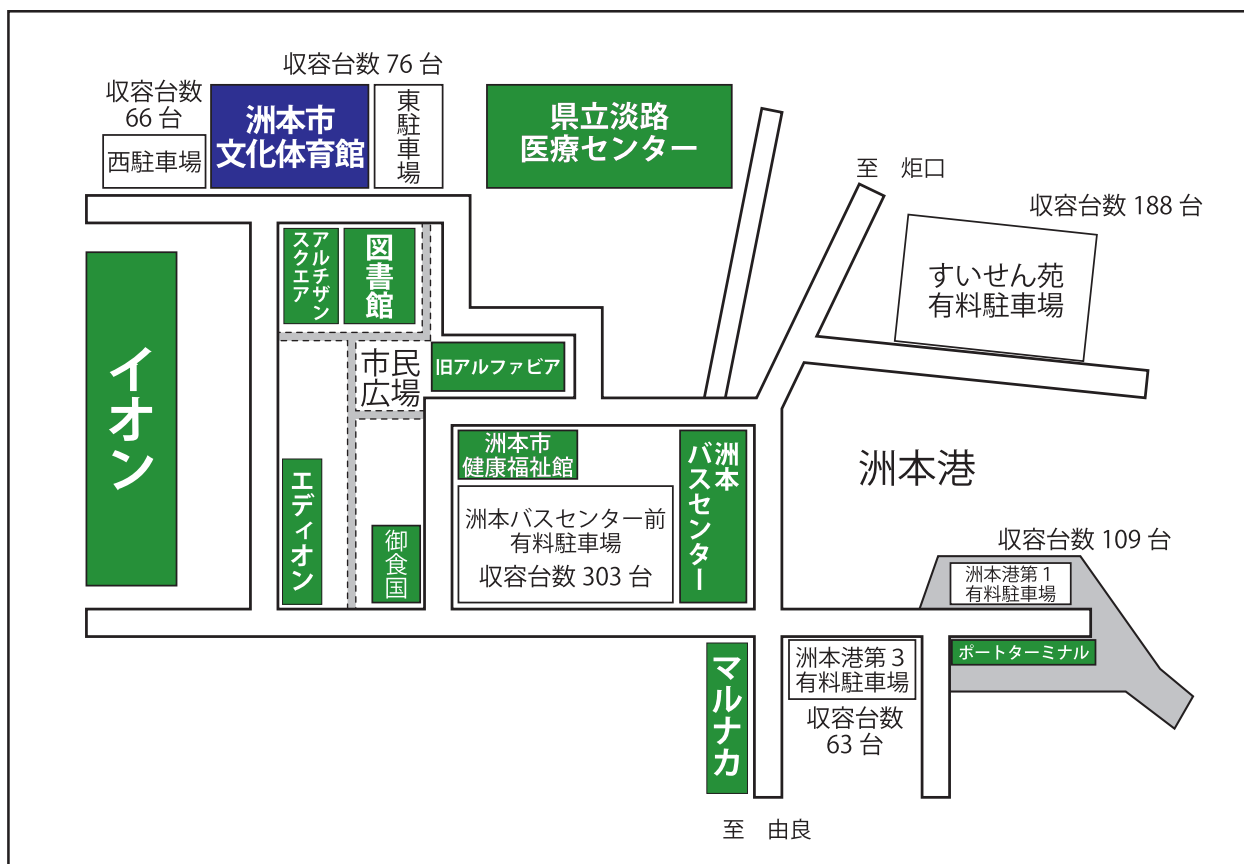 収容台数 76 台
収容台数
66 台
西駐車場
洲本市
文化体育館
東駐車場
県立淡路
医療センター
至 炬口
収容台数 188 台
すいせん苑
有料駐車場
アルチザン
スクエア
図書館
イオン
市民
広場
旧アルファビア
洲本市
健康福祉館
洲本
バスセンター
洲本港
エディオン
御食国
洲本バスセンター前
有料駐車場
収容台数 303 台
収容台数 109 台
洲本港第1
有料駐車場
ポートターミナル
マルナカ
洲本港第3
有料駐車場
収容台数
63 台
至 由良